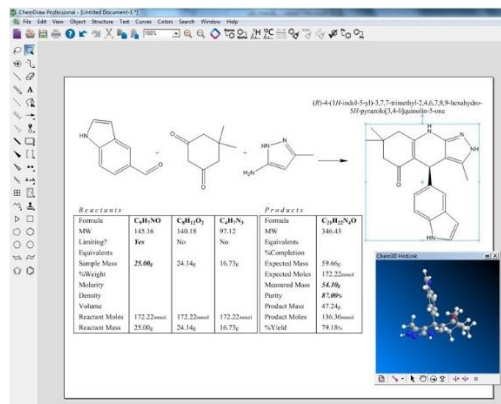 ChemDraw Professional - [Untitled Document-1 *]
File Edit View Object Structure Text Curves Colors Search Window Help
100%
(R)-4-(1H-indol-5-yl)-3,7,7-trimethyl-2,4,6,7,8,9-hexahydro-
5H-pyrazolo[3,4-b]quinolin-5-one
H
N
N
NH
N
H
O
O
O
N
NH
H2N
O
HN
Reactants
Formula C9H7NO C8H12O2 C4H7N3
MW 145.16 140.18 97.12
Limiting? Yes No No
Equivalents
Sample Mass 25.00g 24.14g 16.73g
%Weight
Molarity
Density
Volume
Reactant Moles 172.22mmol 172.22mmol 172.22mmol
Reactant Mass 25.00g 24.14g 16.73g
Products
Formula C21H22N4O
MW 346.43
Equivalents
%Completion
Expected Mass 59.66g
Expected Moles 172.22mmol
Measured Mass 54.30g
Purity 87.00%
Product Mass 47.24g
Product Moles 136.36mmol
%Yield 79.18%
Chem3D HotLink